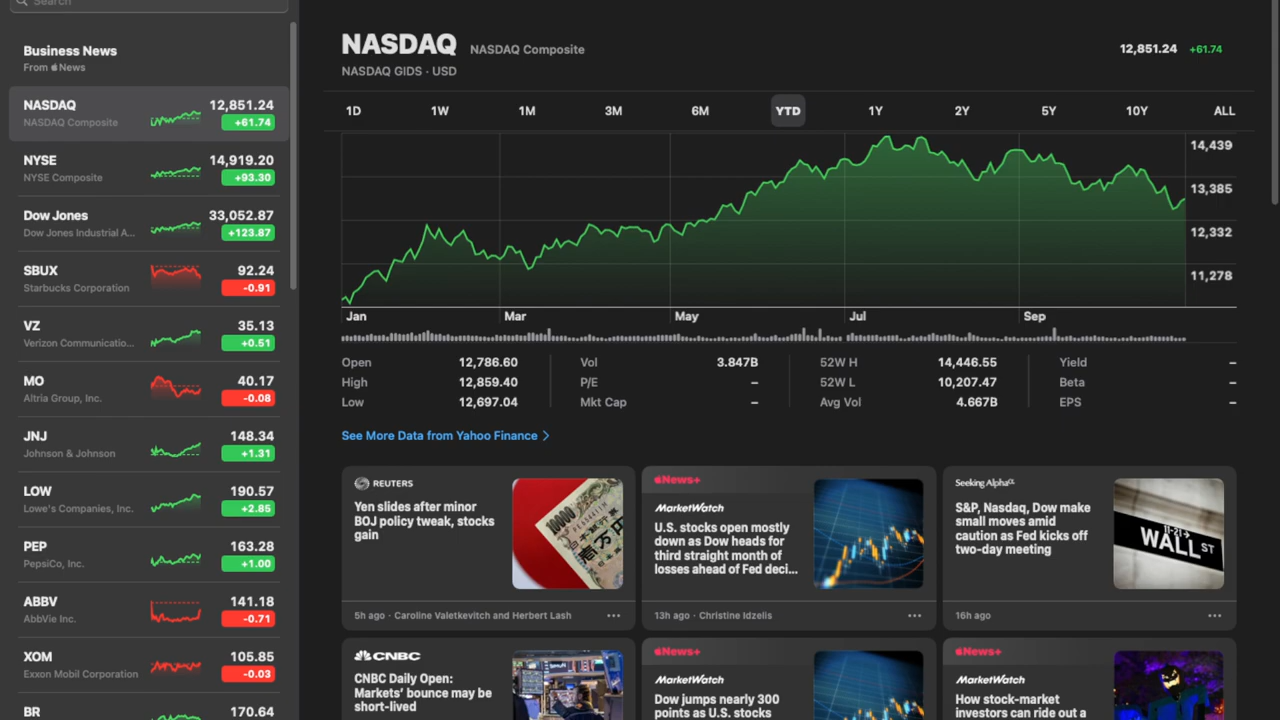 Search
Business News
From News
NASDAQ 12,851.24
NASDAQ Composite +61.74
NYSE 14,919.20
NYSE Composite +93.30
Dow Jones 33,052.87
Dow Jones Industrial A... +123.87
SBUX 92.24
Starbucks Corporation -0.91
VZ 35.13
Verizon Communicatio... +0.51
MO 40.17
Altria Group, Inc. -0.08
JNJ 148.34
Johnson & Johnson +1.31
LOW 190.57
Lowe's Companies, Inc. +2.85
PEP 163.28
PepsiCo, Inc. +1.00
ABBV 141.18
AbbVie Inc. -0.71
XOM 105.85
Exxon Mobil Corporation -0.03
BR 170.64
NASDAQ NASDAQ Composite 12,851.24 +61.74
NASDAQ GIDS · USD
1D 1W 1M 3M 6M YTD 1Y 2Y 5Y 10Y ALL
14,439
13,385
12,332
11,278
Jan Mar May Jul Sep
Open 12,786.60 Vol 3.847B 52W H 14,446.55 Yield –
High 12,859.40 P/E – 52W L 10,207.47 Beta –
Low 12,697.04 Mkt Cap – Avg Vol 4.667B EPS –
See More Data from Yahoo Finance >
REUTERS
Yen slides after minor
BOJ policy tweak, stocks
gain
10000
5h ago · Caroline Valetkevitch and Herbert Lash
News+
MarketWatch
U.S. stocks open mostly
down as Dow heads for
third straight month of
losses ahead of Fed deci...
13h ago · Christine Idzelis
Seeking Alpha
S&P, Nasdaq, Dow make
small moves amid
caution as Fed kicks off
two-day meeting
11-21
WALL ST
16h ago
CNBC
CNBC Daily Open:
Markets' bounce may be
short-lived
News+
MarketWatch
Dow jumps nearly 300
points as U.S. stocks
News+
MarketWatch
How stock-market
investors can ride out a